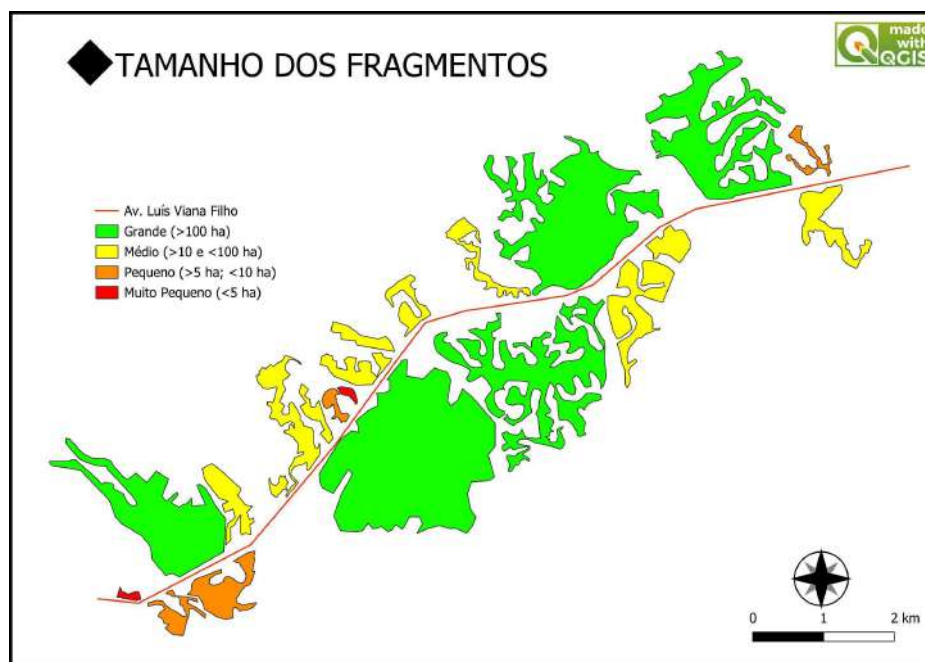 TAMANHO DOS FRAGMENTOS
made
with
QGIS
Av. Luís Viana Filho
Grande (>100 ha)
Médio (>10 e <100 ha)
Pequeno (>5 ha; <10 ha)
Muito Pequeno (<5 ha)
0 1 2 km